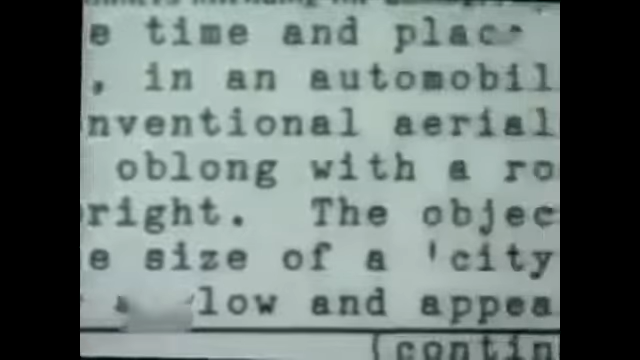 e time and place
, in an automobil
nventional aerial
oblong with a ro
right. The objec
e size of a 'city
low and appea
(contin